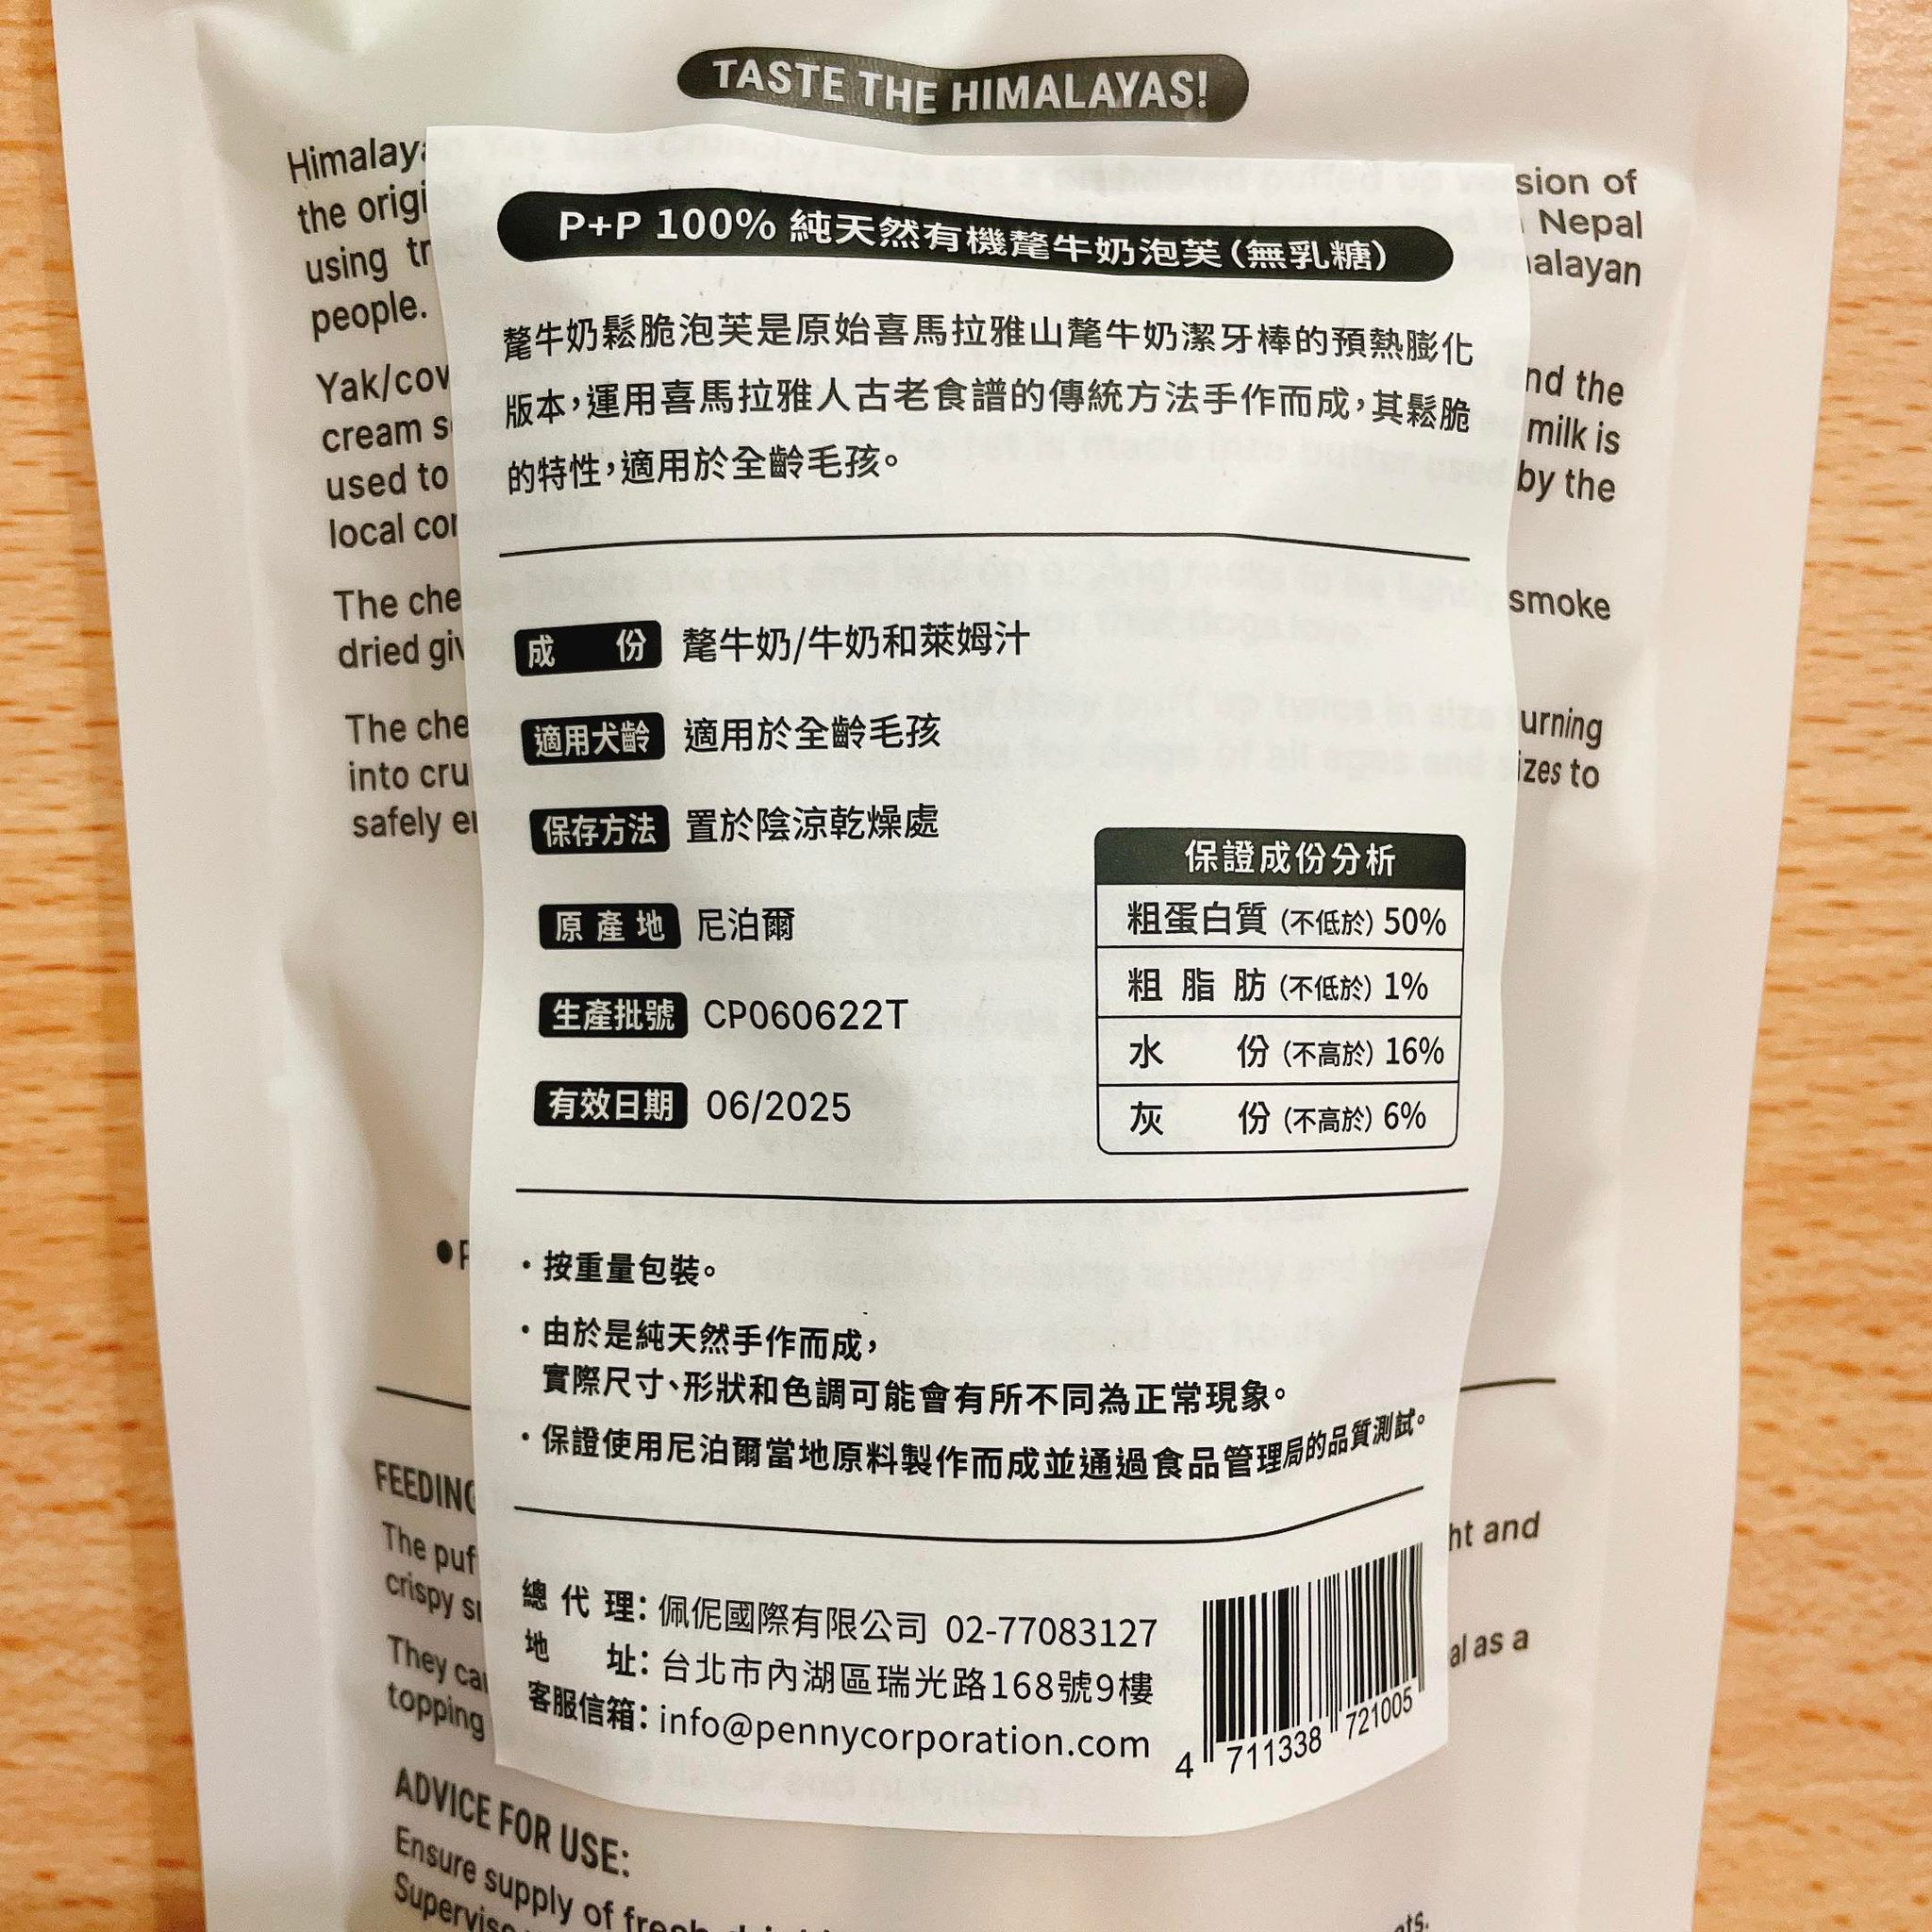 TASTE THE HIMALAYAS!
sion of
the origi
Nepal
using
alayan
people.
P+P 100% 純天然有機氂牛奶泡芙(無乳糖)
氂牛奶鬆脆泡芙是原始喜馬拉雅山氂牛奶潔牙棒的預熱膨化
版本,運用喜馬拉雅人古老食譜的傳統方法手作而成,其鬆脆
的特性,適用於全齡毛孩。
Yak/cow
nd the
cream
milk is
used to
by the
local
The
smoke
dried
The
urning
into
izes to
safely
成份 氂牛奶/牛奶和萊姆汁
適用犬齡 適用於全齡毛孩
保存方法 置於陰涼乾燥處
原產地 尼泊爾
生產批號 CP060622T
有效日期 06/2025
保證成份分析
粗蛋白質 (不低於) 50%
粗脂肪 (不低於) 1%
水份 (不高於) 16%
灰份 (不高於) 6%
・按重量包裝。
・由於是純天然手作而成,
實際尺寸、形狀和色調可能會有所不同為正常現象。
・保證使用尼泊爾當地原料製作而成並通過食品管理局的品質測試。
總代理: 佩伲國際有限公司 02-77083127
地址: 台北市內湖區瑞光路168號9樓
客服信箱: info@pennycorporation.com
4 711338 721005
FEEDING
The puf
ht and
crispy
They
al as a
topping
ADVICE FOR USE:
Ensure supply of fresh